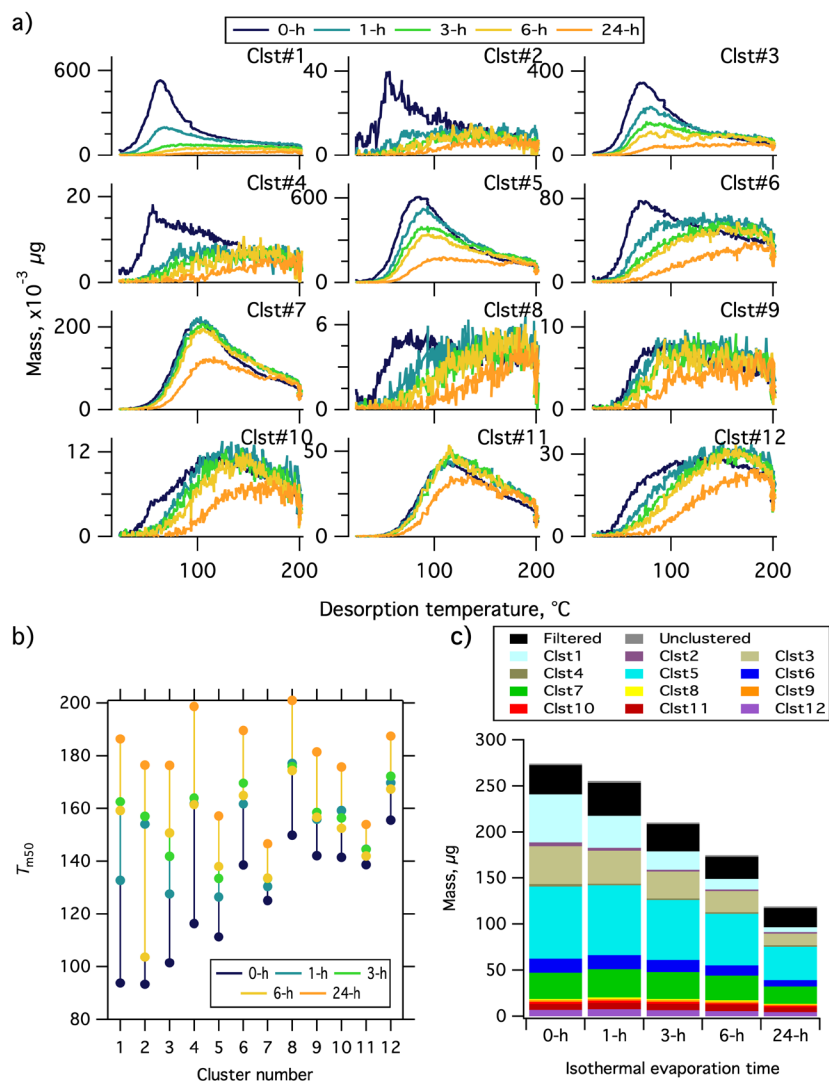 a)
0-h 1-h 3-h 6-h 24-h
Clst#1 Clst#2 Clst#3
600 40 400
0 0 0
Clst#4 Clst#5 Clst#6
20 600 80
0 0 0
Clst#7 Clst#8 Clst#9
200 6 10
0 0 0
Clst#10 Clst#11 Clst#12
12 50 30
0 0 0
100 200 100 200 100 200
Mass, x10⁻³ µg
Desorption temperature, °C
b)
200
180
160
140
120
100
80
Tm50
0-h 1-h 3-h
6-h 24-h
1 2 3 4 5 6 7 8 9 10 11 12
Cluster number
c)
Filtered Unclustered
Clst1 Clst2 Clst3
Clst4 Clst5 Clst6
Clst7 Clst8 Clst9
Clst10 Clst11 Clst12
300
250
200
150
100
50
0
Mass, µg
0-h 1-h 3-h 6-h 24-h
Isothermal evaporation time